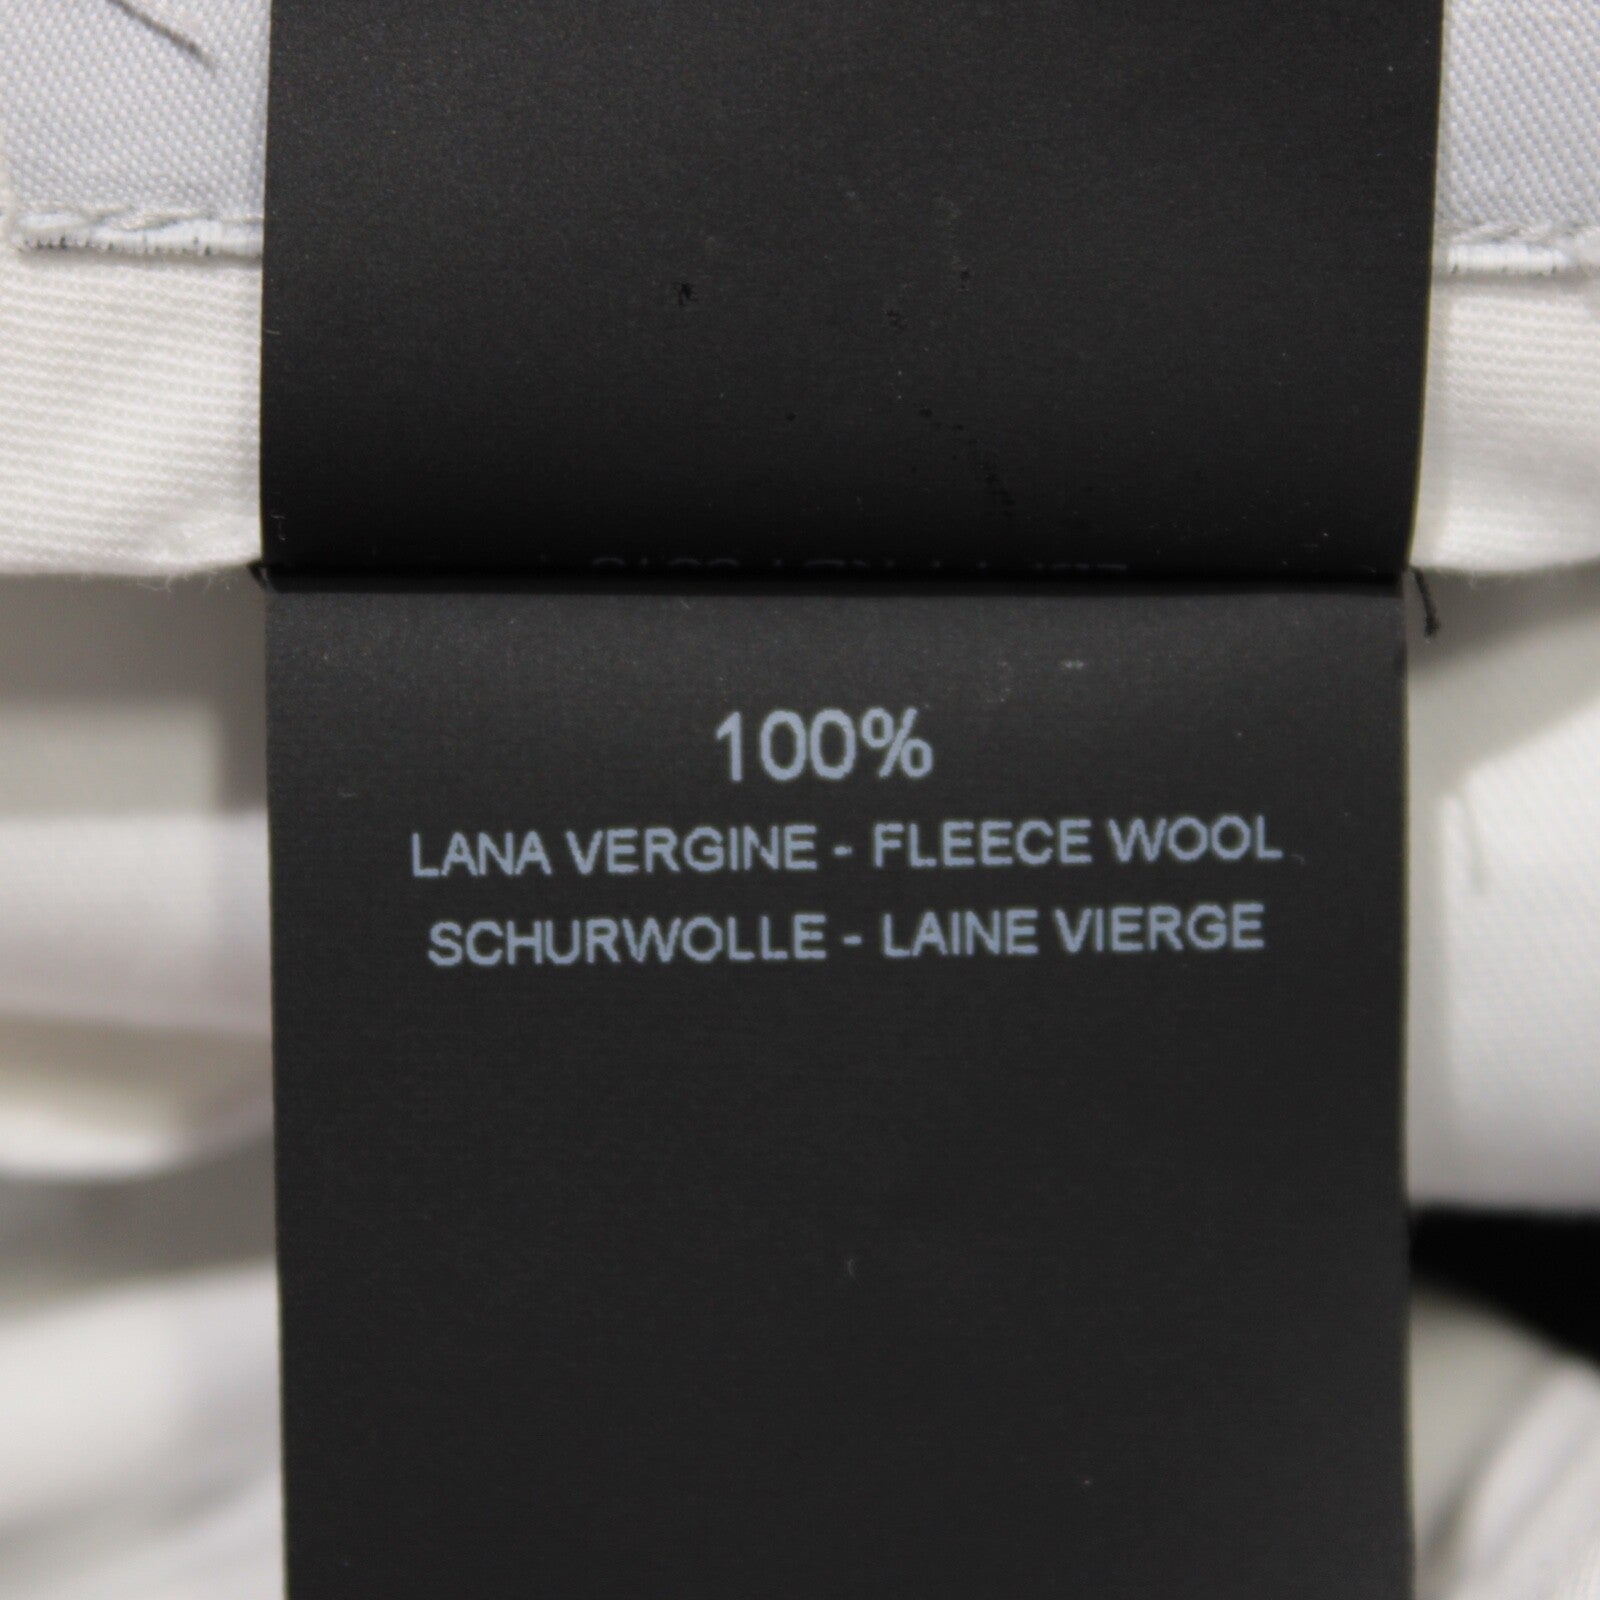 100%
LANA VERGINE - FLEECE WOOL
SCHURWOLLE - LAINE VIERGE